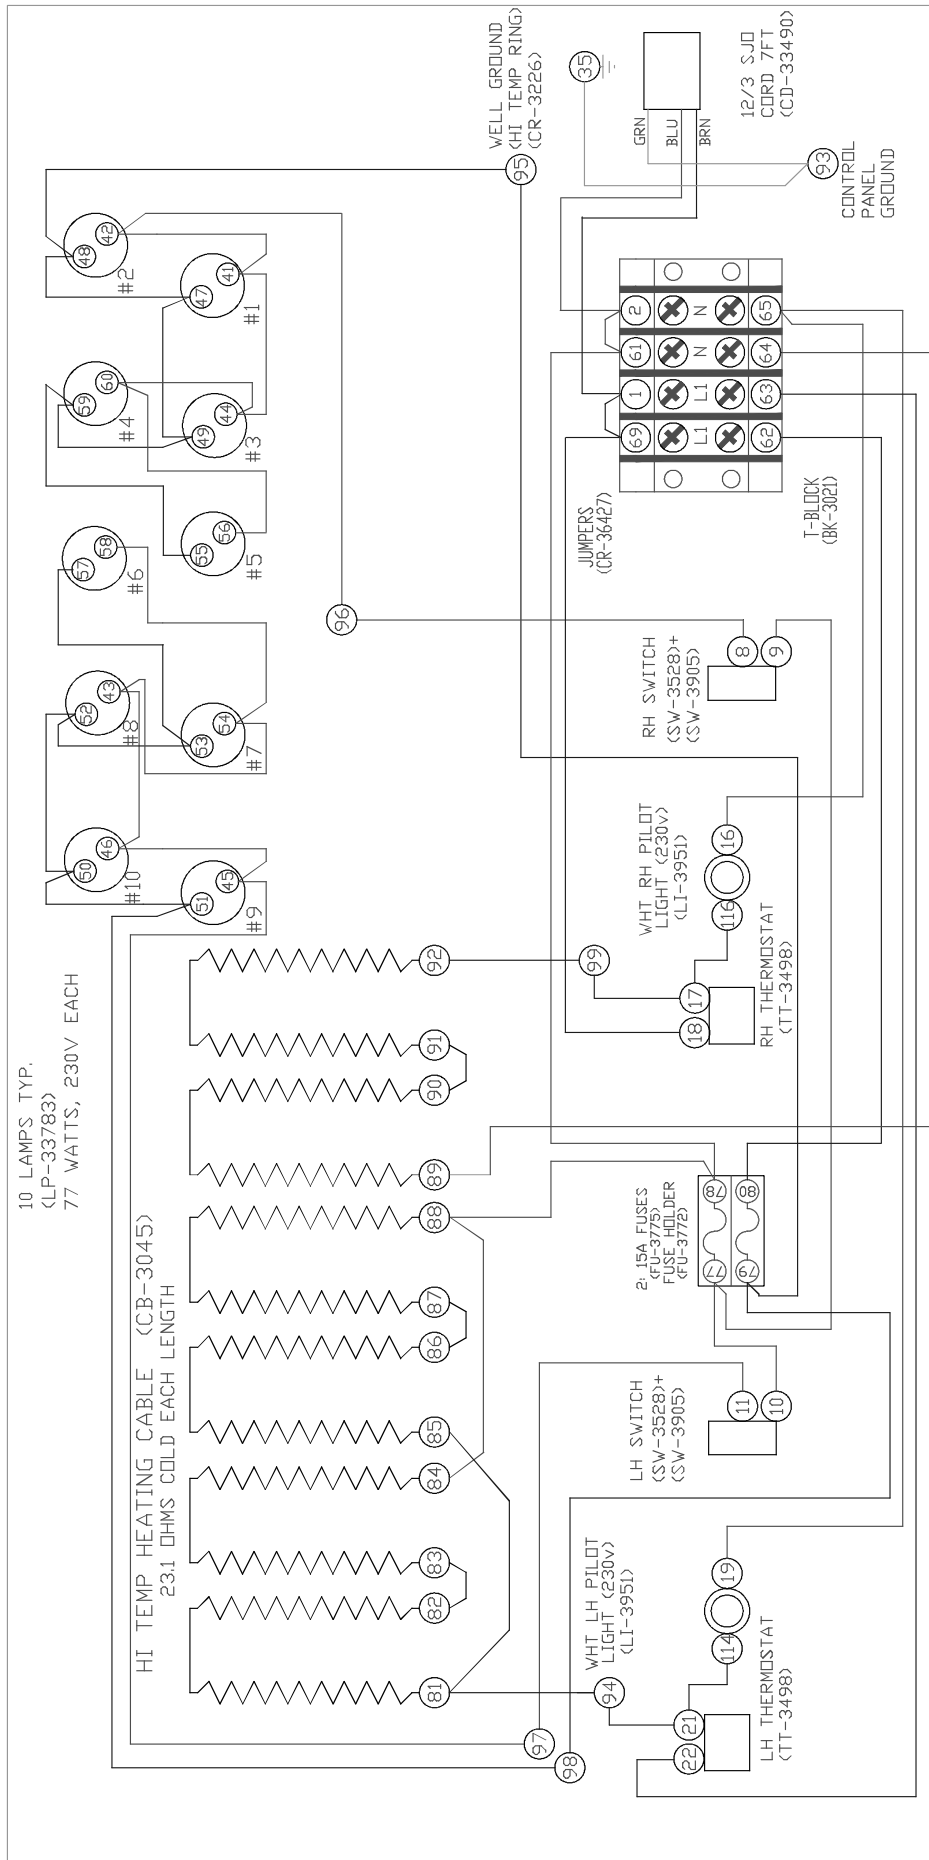 10 LAMPS TYP.
(LP-33783)
77 WATTS, 230V EACH
HI TEMP HEATING CABLE (CB-3045)
23.1 OHMS COLD EACH LENGTH
48
42
#2
47
41
#1
59
60
#4
49
44
#3
55
56
#5
57
58
#6
52
43
#8
53
54
#7
50
46
#10
51
45
#9
WELL GROUND
(HI TEMP RING)
(CR-3226)
95
35
GRN
BLU
BRN
12/3 SJO
CORD 7FT
(CD-33490)
93
CONTROL
PANEL
GROUND
2
N
65
61
N
64
1
L1
63
69
L1
62
JUMPERS
(CR-36427)
T-BLOCK
(BK-3021)
96
RH SWITCH
(SW-3528)+
(SW-3905)
8
9
WHT RH PILOT
LIGHT (230v)
(LI-3951)
16
116
99
17
18
RH THERMOSTAT
(TT-3498)
92
91
90
89
88
87
86
85
84
83
82
81
2: 15A FUSES
(FU-3775)
FUSE HOLDER
(FU-3772)
78
80
77
79
LH SWITCH
(SW-3528)+
(SW-3905)
11
10
WHT LH PILOT
LIGHT (230v)
(LI-3951)
19
114
94
21
22
LH THERMOSTAT
(TT-3498)
97
98